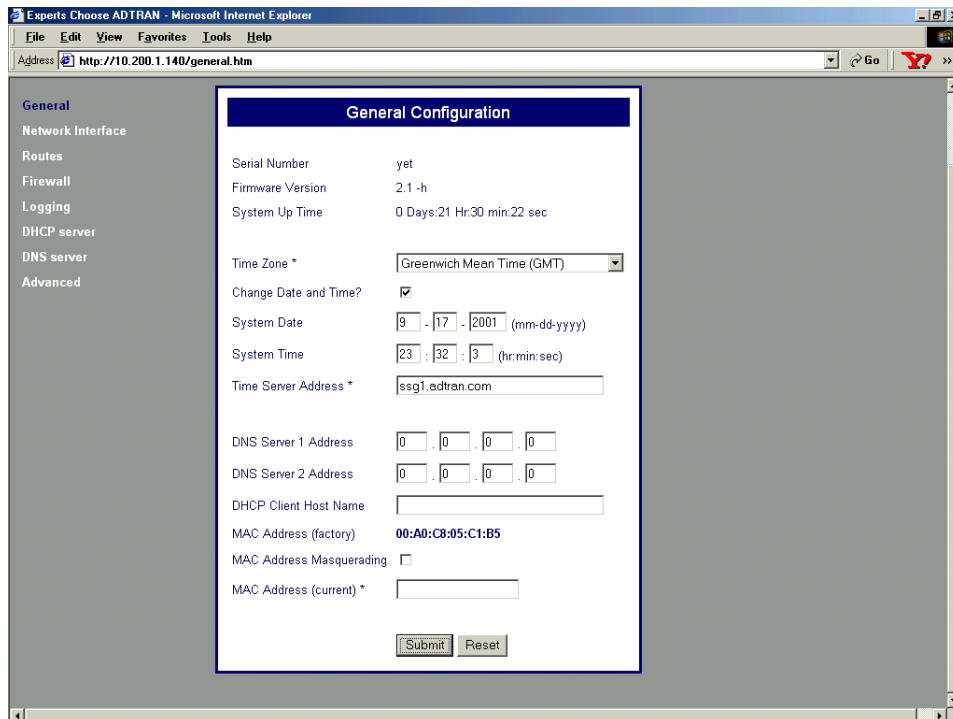 Experts Choose ADTRAN - Microsoft Internet Explorer
File Edit View Favorites Tools Help
Address http://10.200.1.140/general.htm Go Y! »
General
Network Interface
Routes
Firewall
Logging
DHCP server
DNS server
Advanced
General Configuration
Serial Number yet
Firmware Version 2.1 -h
System Up Time 0 Days:21 Hr:30 min:22 sec
Time Zone * Greenwich Mean Time (GMT)
Change Date and Time?
System Date 9 - 17 - 2001 (mm-dd-yyyy)
System Time 23 : 32 : 3 (hr:min:sec)
Time Server Address * ssg1.adtran.com
DNS Server 1 Address 0 . 0 . 0 . 0
DNS Server 2 Address 0 . 0 . 0 . 0
DHCP Client Host Name
MAC Address (factory) 00:A0:C8:05:C1:B5
MAC Address Masquerading
MAC Address (current) *
Submit Reset